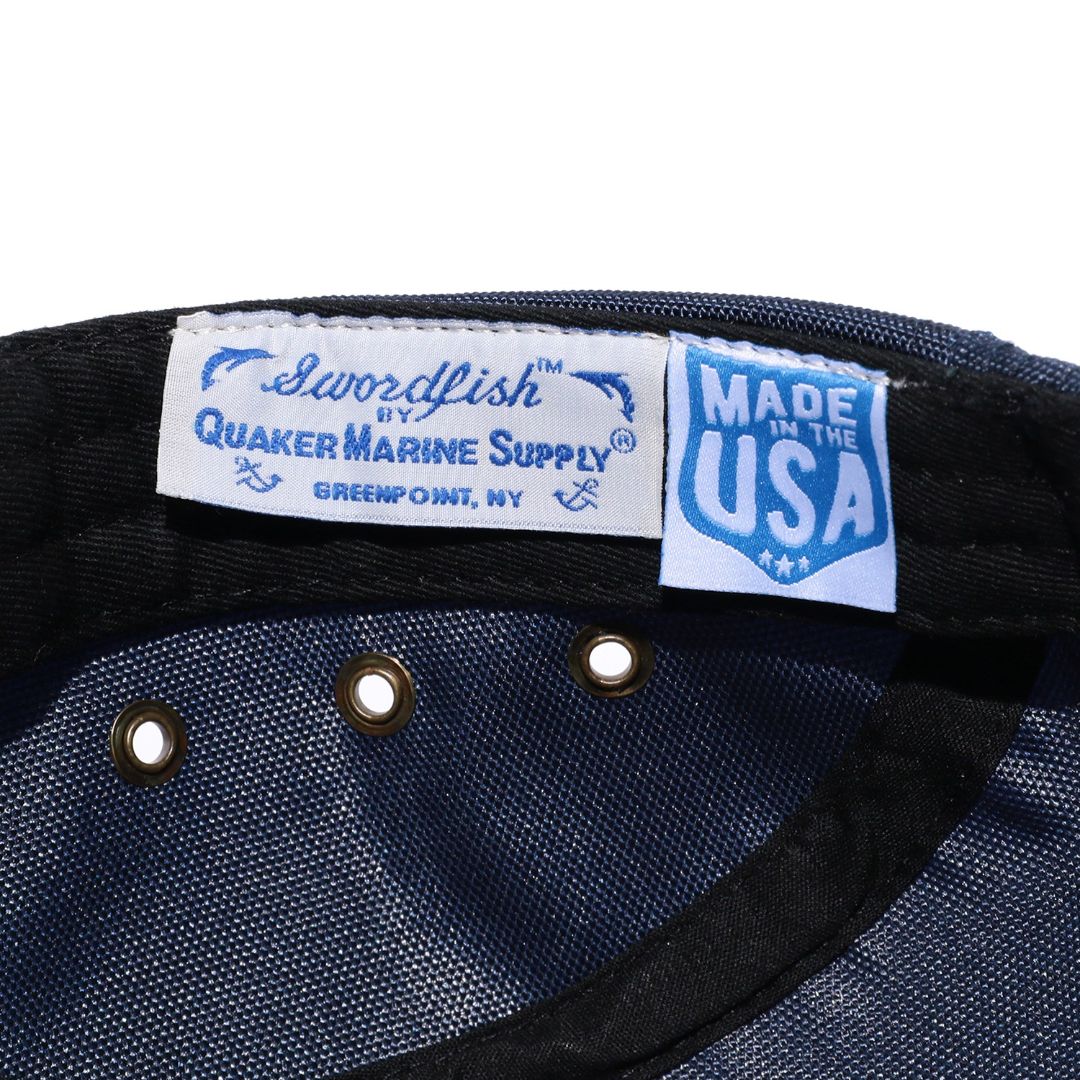 Swordfish™
BY
QUAKER MARINE SUPPLY®
GREENPOINT, NY
MADE
IN THE
USA